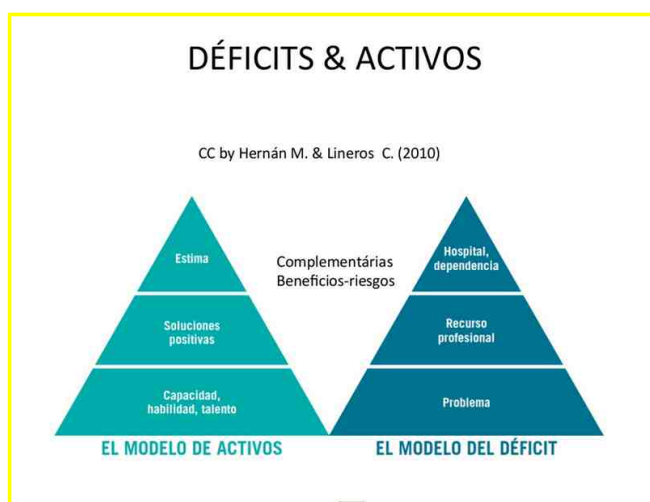 DÉFICITS & ACTIVOS
CC by Hernán M. & Lineros C. (2010)
Complementárias
Beneficios-riesgos
Estima
Soluciones
positivas
Capacidad,
habilidad, talento
EL MODELO DE ACTIVOS
Hospital,
dependencia
Recurso
profesional
Problema
EL MODELO DEL DÉFICIT